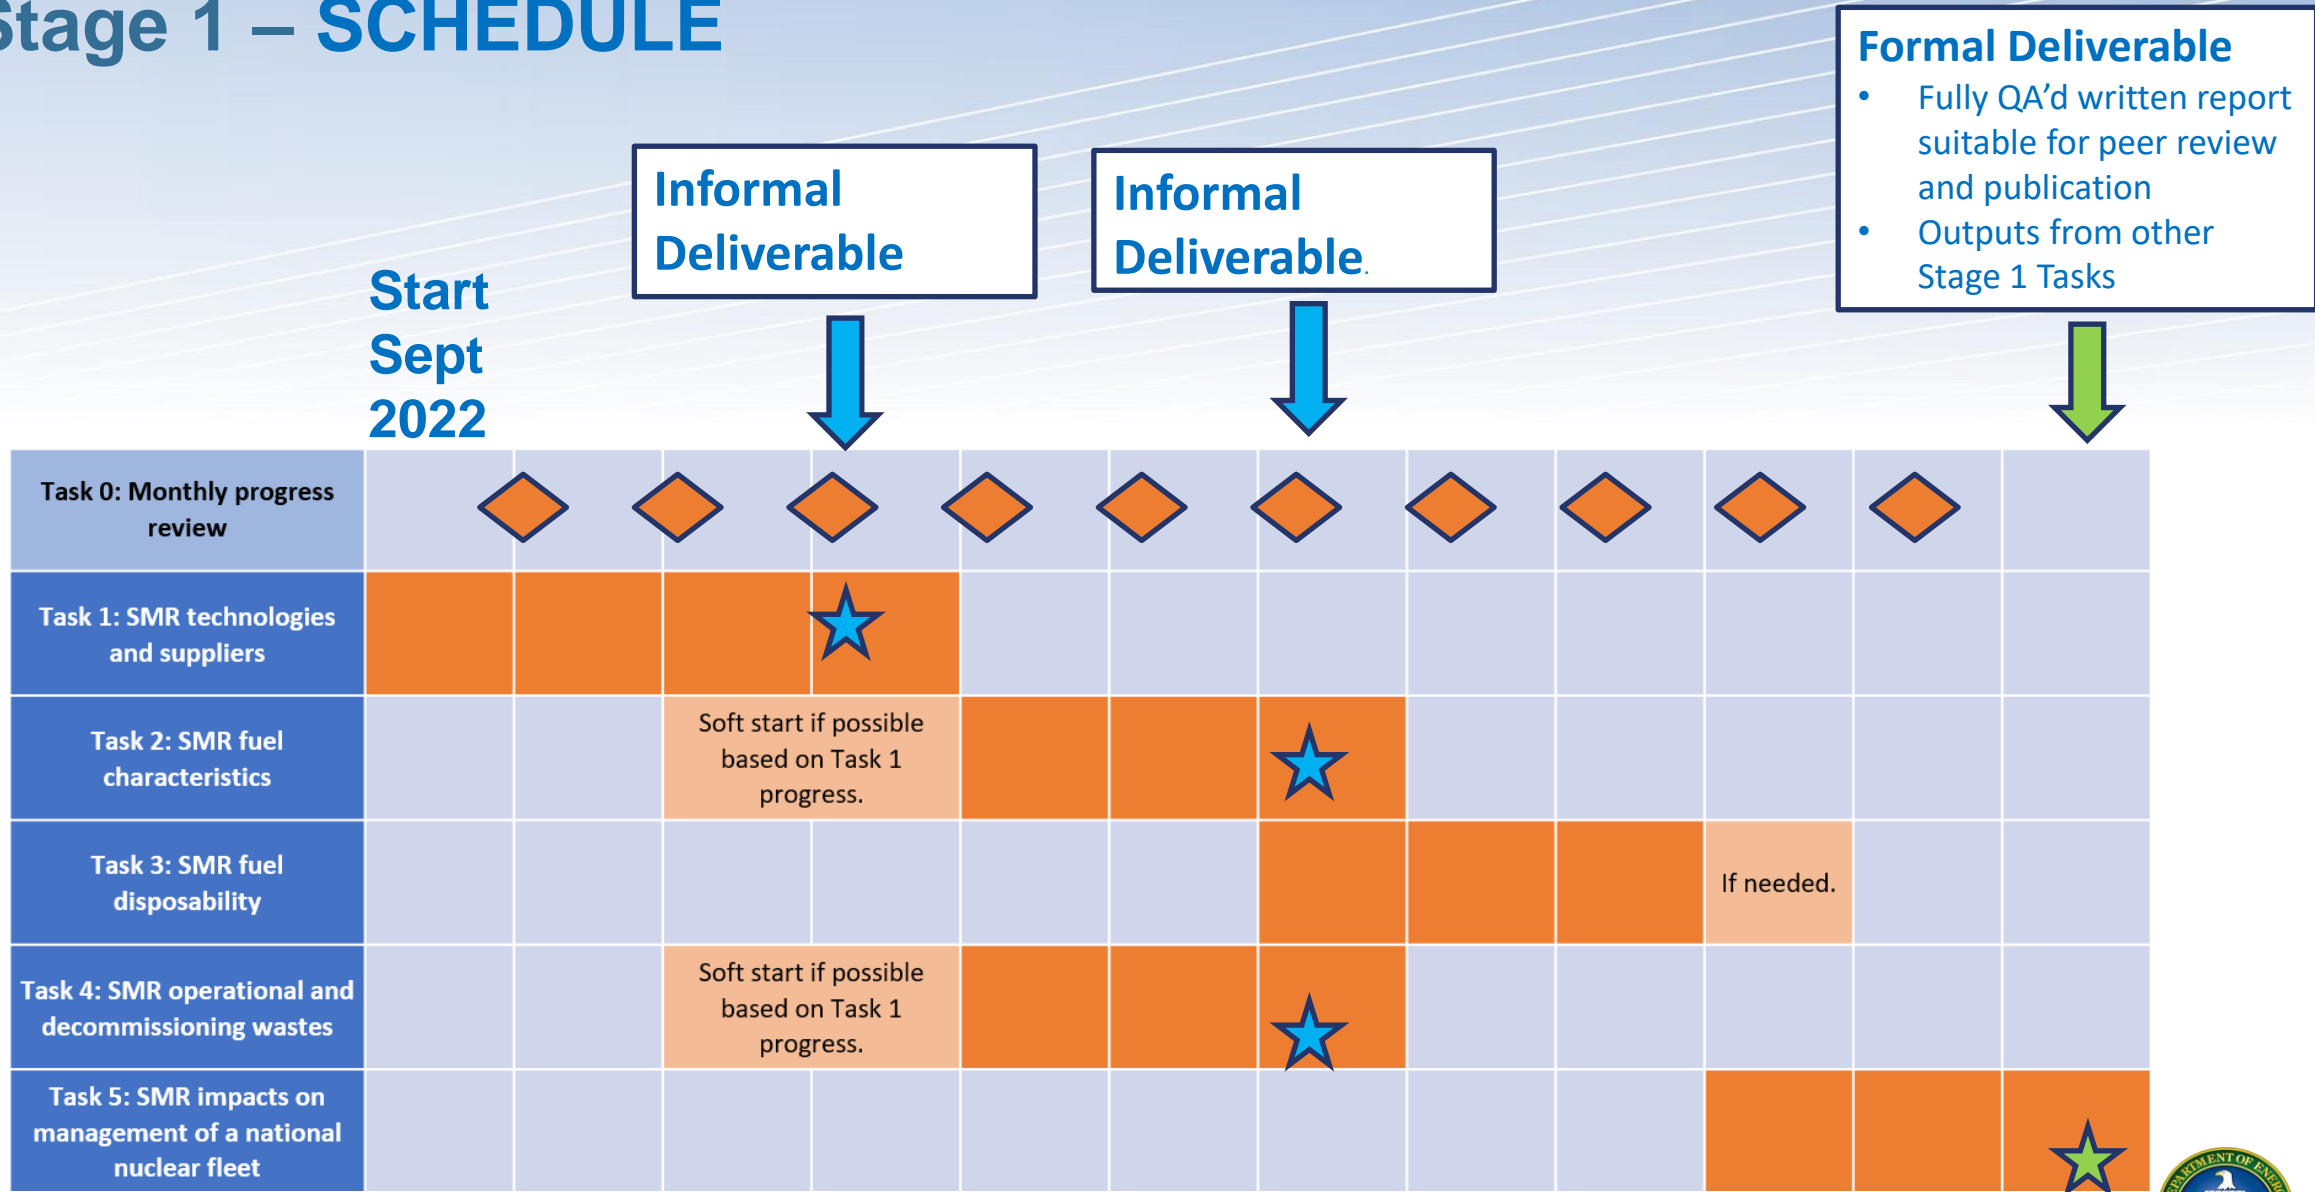 Stage 1 – SCHEDULE
Formal Deliverable
• Fully QA’d written report
suitable for peer review
and publication
• Outputs from other
Stage 1 Tasks
Informal
Deliverable
Informal
Deliverable.
Start
Sept
2022
Task 0: Monthly progress
review
Task 1: SMR technologies
and suppliers
Task 2: SMR fuel
characteristics
Soft start if possible
based on Task 1
progress.
Task 3: SMR fuel
disposability
If needed.
Task 4: SMR operational and
decommissioning wastes
Soft start if possible
based on Task 1
progress.
Task 5: SMR impacts on
management of a national
nuclear fleet